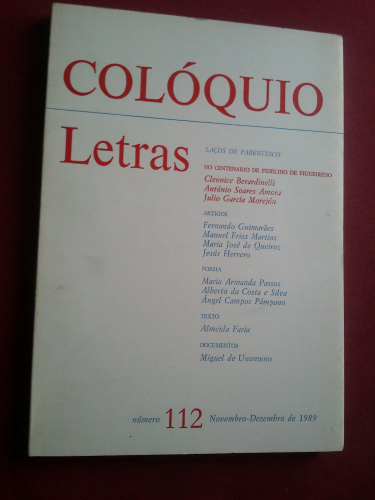 COLÓQUIO
Letras
LAÇOS DE PARENTESCO
NO CENTENÁRIO DE FIDELINO DE FIGUEIREDO
Cleonice Berardinelli
António Soares Amora
Julio García Morejón
ARTIGOS
Fernando Guimarães
Manuel Frias Martins
Maria José de Queiroz
Jesús Herrero
POESIA
Maria Armanda Passos
Alberto da Costa e Silva
Ángel Campos Pámpano
TEXTO
Almeida Faria
DOCUMENTOS
Miguel de Unamuno
número 112 Novembro-Dezembro de 1989